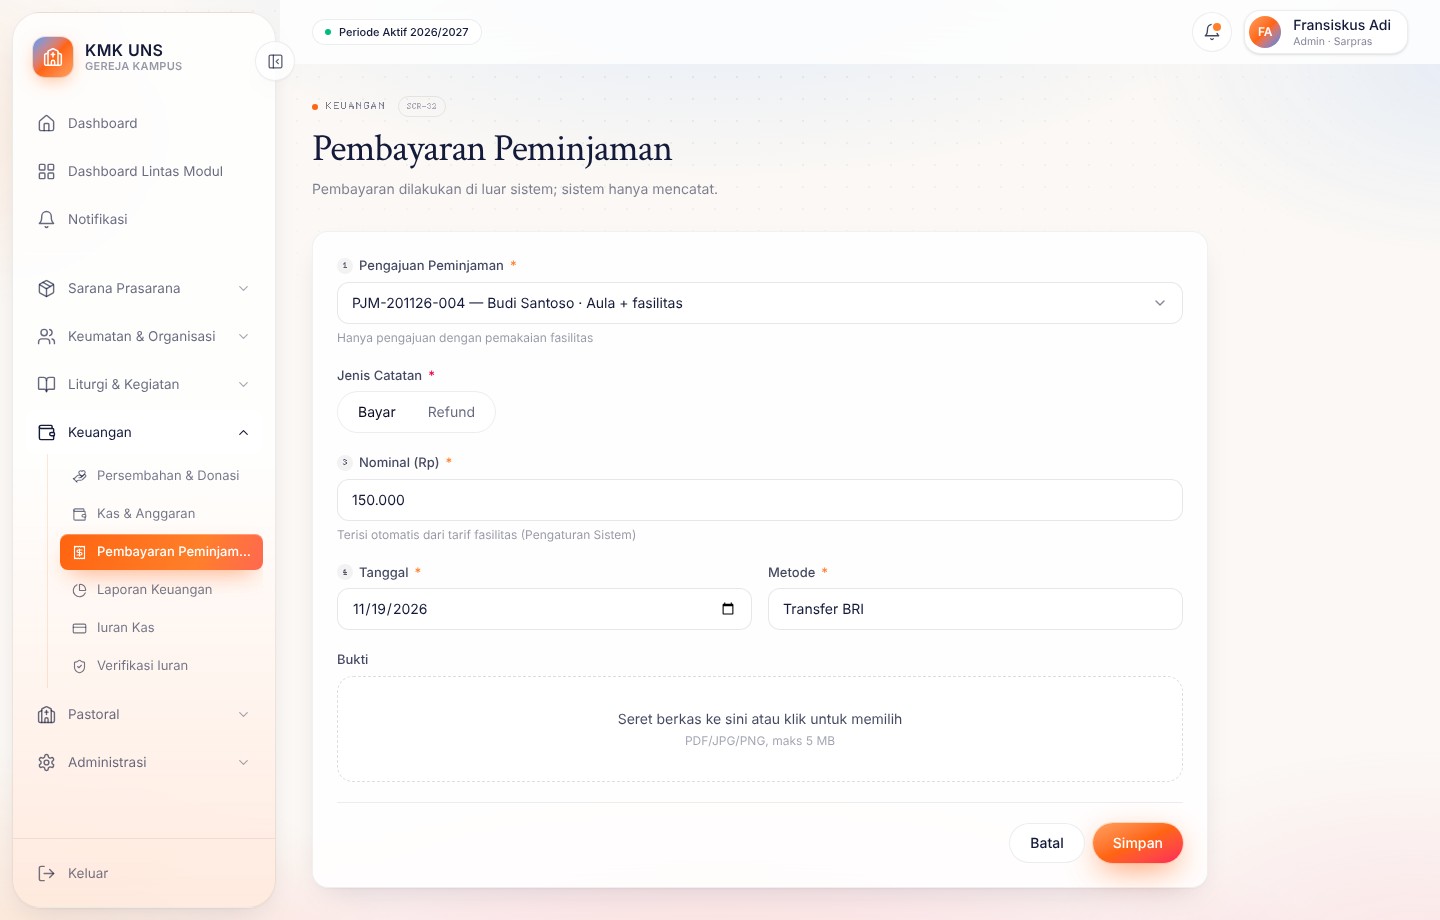 KMK UNS
GEREJA KAMPUS
Dashboard
Dashboard Lintas Modul
Notifikasi
Sarana Prasarana
Keumatan & Organisasi
Liturgi & Kegiatan
Keuangan
Persembahan & Donasi
Kas & Anggaran
Pembayaran Peminjam...
Laporan Keuangan
Iuran Kas
Verifikasi Iuran
Pastoral
Administrasi
Keluar
Periode Aktif 2026/2027
FA
Fransiskus Adi
Admin · Sarpras
KEUANGAN SCR-32
Pembayaran Peminjaman
Pembayaran dilakukan di luar sistem; sistem hanya mencatat.
1 Pengajuan Peminjaman *
PJM-201126-004 — Budi Santoso · Aula + fasilitas
Hanya pengajuan dengan pemakaian fasilitas
Jenis Catatan *
Bayar Refund
3 Nominal (Rp) *
150.000
Terisi otomatis dari tarif fasilitas (Pengaturan Sistem)
Tanggal * Metode *
11/19/2026 Transfer BRI
Bukti
Seret berkas ke sini atau klik untuk memilih
PDF/JPG/PNG, maks 5 MB
Batal Simpan